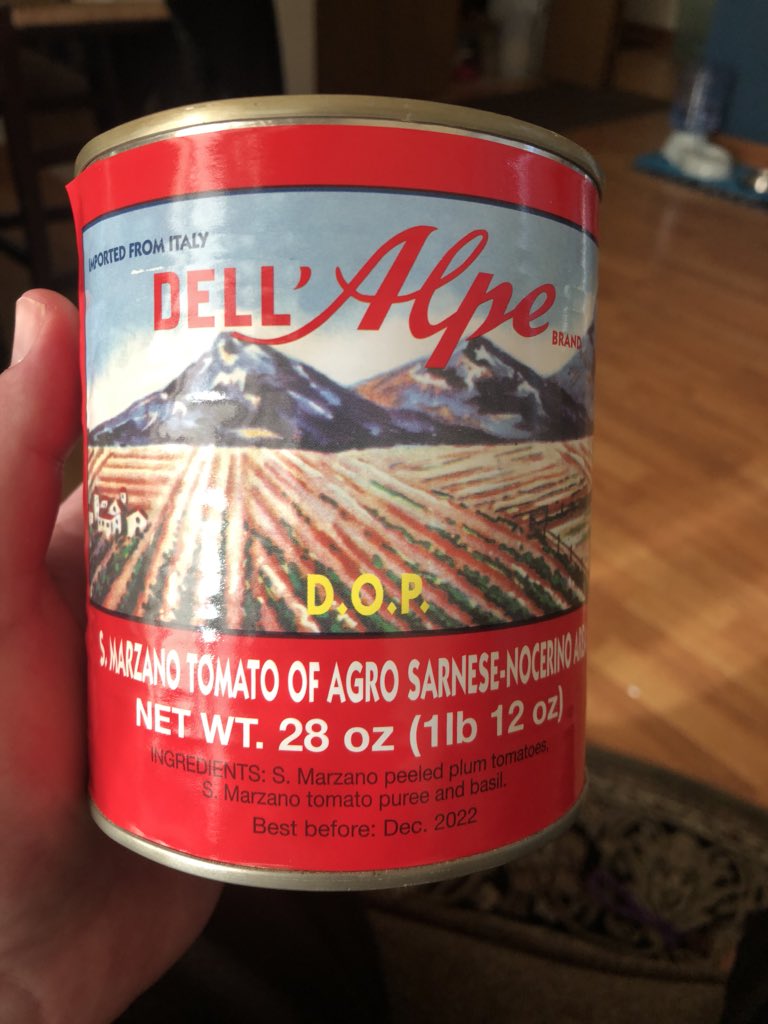 IMPORTED FROM ITALY
DELL'Alpe
BRAND
D.O.P.
S. MARZANO TOMATO OF AGRO SARNESE-NOCERINO
NET WT. 28 oz (1lb 12 oz)
INGREDIENTS: S. Marzano peeled plum tomatoes,
S. Marzano tomato puree and basil.
Best before: Dec. 2022